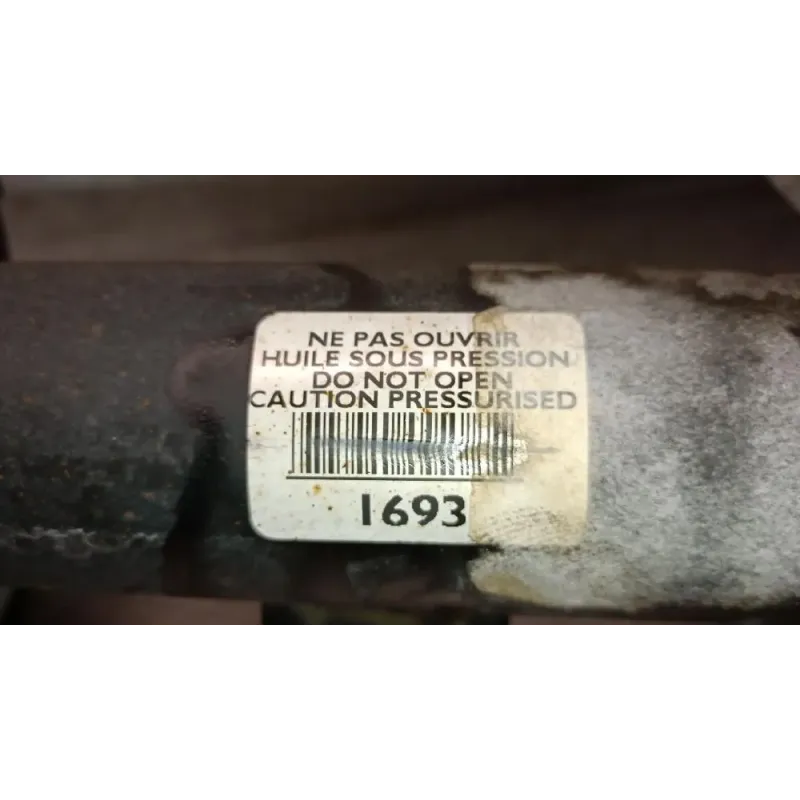 NE PAS OUVRIR
HUILE SOUS PRESSION
DO NOT OPEN
CAUTION PRESSURISED
1693